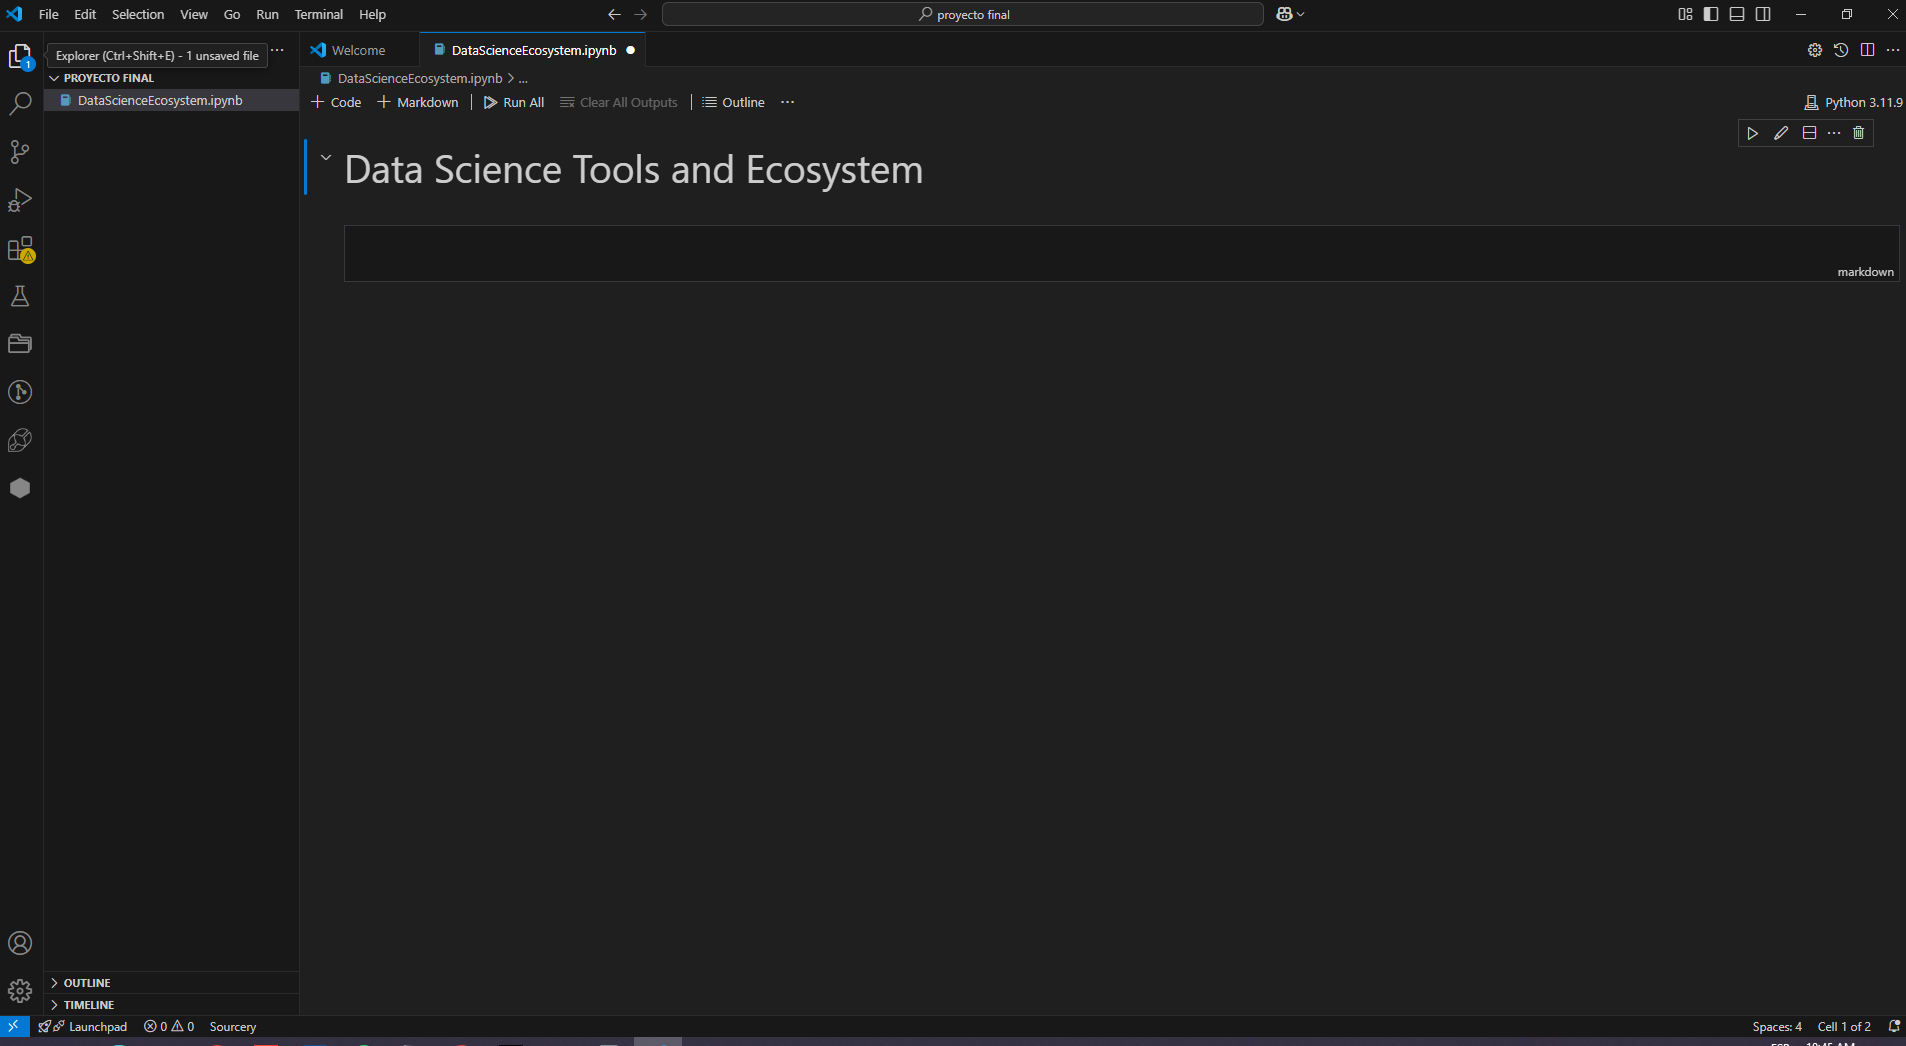 File Edit Selection View Go Run Terminal Help
proyecto final
Explorer (Ctrl+Shift+E) - 1 unsaved file
1
PROYECTO FINAL
DataScienceEcosystem.ipynb
Welcome
DataScienceEcosystem.ipynb
DataScienceEcosystem.ipynb > ...
Code Markdown Run All Clear All Outputs Outline ...
Python 3.11.9
Data Science Tools and Ecosystem
markdown
OUTLINE
TIMELINE
Launchpad 0 0 Sourcery
Spaces: 4 Cell 1 of 2